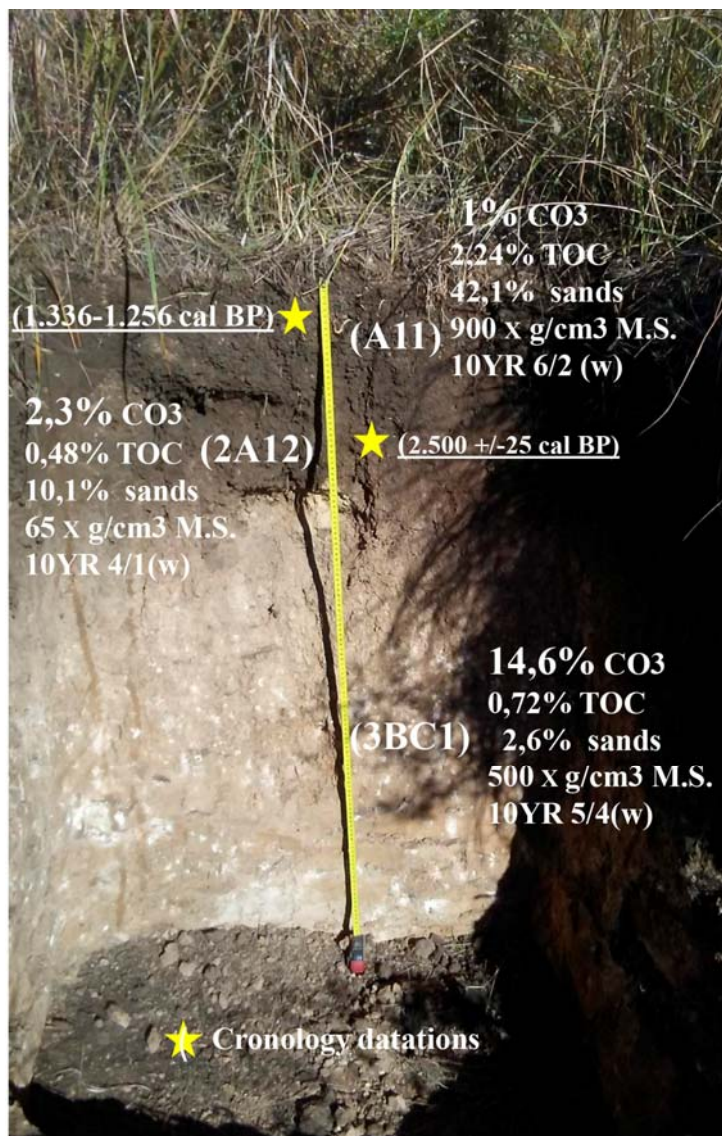 1% CO3
2,24% TOC
42,1% sands
900 x g/cm3 M.S.
10YR 6/2 (w)
(1.336-1.256 cal BP)
(A11)
2,3% CO3
0,48% TOC
10,1% sands
65 x g/cm3 M.S.
10YR 4/1(w)
(2A12)
(2.500 +/-25 cal BP)
(3BC1)
14,6% CO3
0,72% TOC
2,6% sands
500 x g/cm3 M.S.
10YR 5/4(w)
Cronology datations